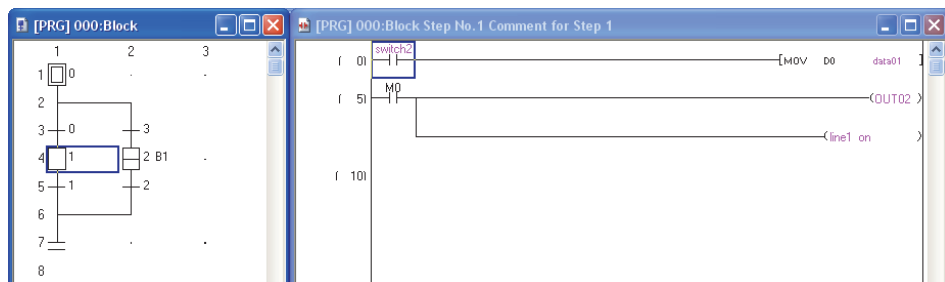 [PRG] 000:Block
1 2 3
1 0
2
3 0 3
4 1 2 B1
5 1 2
6
7
8
[PRG] 000:Block Step No.1 Comment for Step 1
switch2
( 0) [MOV D0 data01 ]
M0
( 5) (OUT02 )
(line1 on )
( 10)